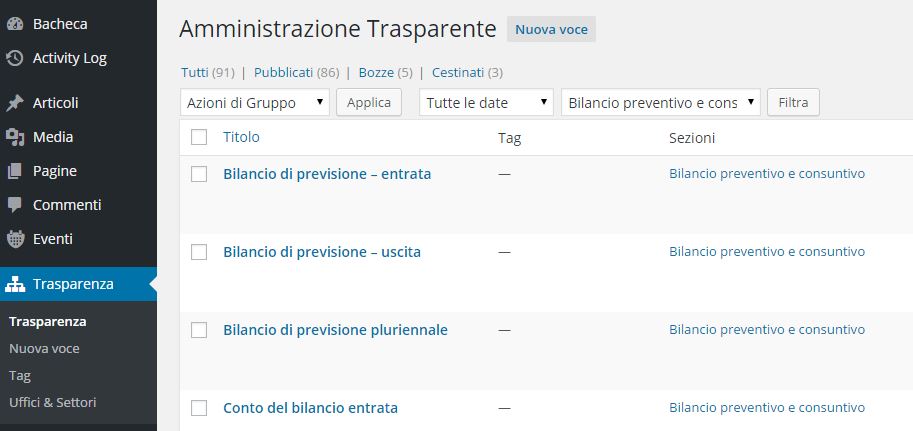 Bacheca
Activity Log
Articoli
Media
Pagine
Commenti
Eventi
Trasparenza
Trasparenza
Nuova voce
Tag
Uffici & Settori
Amministrazione Trasparente Nuova voce
Tutti (91) | Pubblicati (86) | Bozze (5) | Cestinati (3)
Azioni di Gruppo Applica Tutte le date Bilancio preventivo e cons Filtra
Titolo Tag Sezioni
Bilancio di previsione – entrata — Bilancio preventivo e consuntivo
Bilancio di previsione – uscita — Bilancio preventivo e consuntivo
Bilancio di previsione pluriennale — Bilancio preventivo e consuntivo
Conto del bilancio entrata — Bilancio preventivo e consuntivo